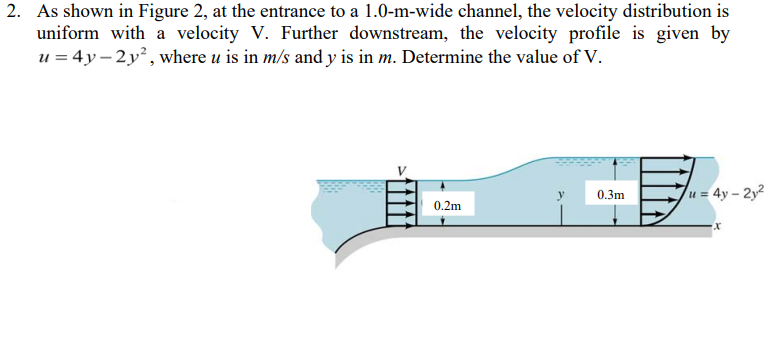 2. As shown in Figure 2, at the entrance to a 1.0-m-wide channel, the velocity distribution is
uniform with a velocity V. Further downstream, the velocity profile is given by
u = 4y – 2y², where u is in m/s and y is in m. Determine the value of V.
V
y
0.3m
u = 4y – 2y²
0.2m
x